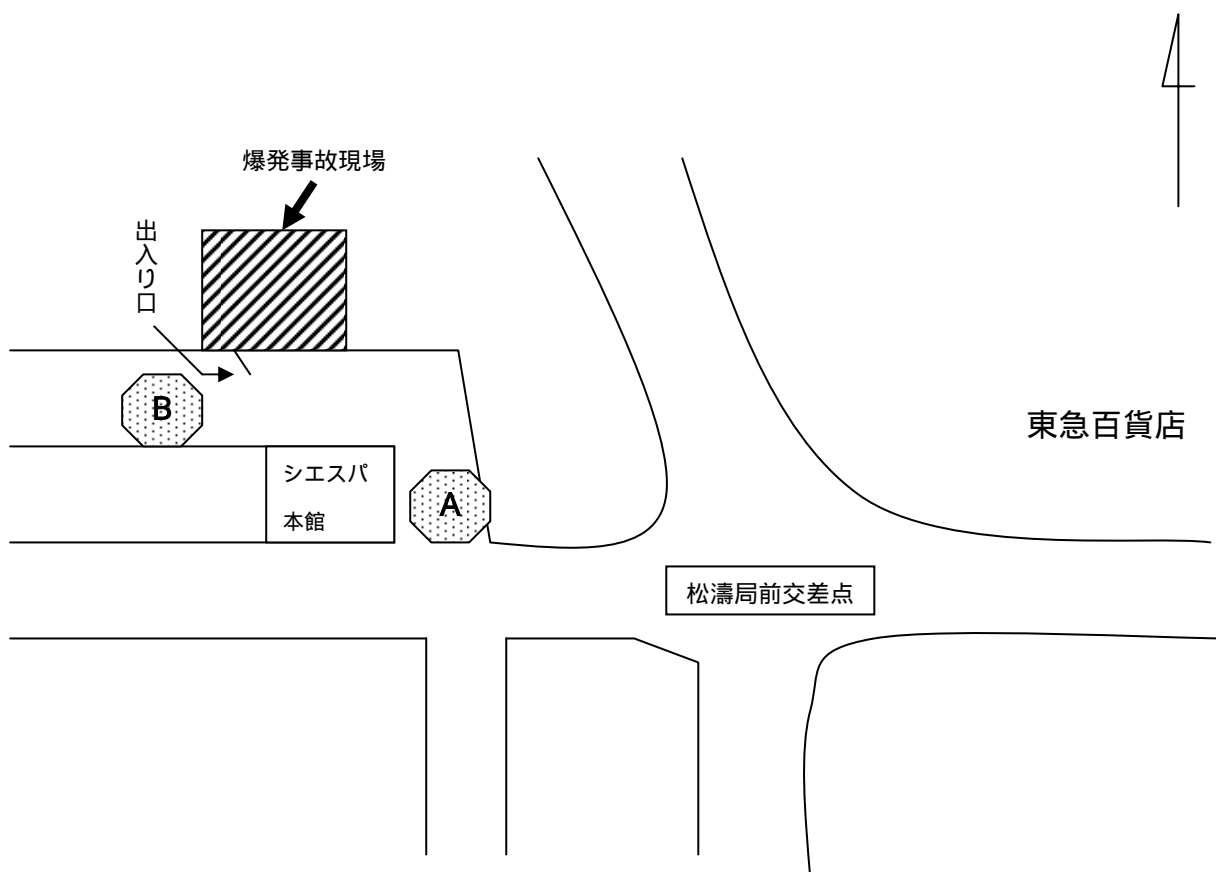 爆発事故現場
出入り口
B
東急百貨店
シエスパ
本館
A
松濤局前交差点